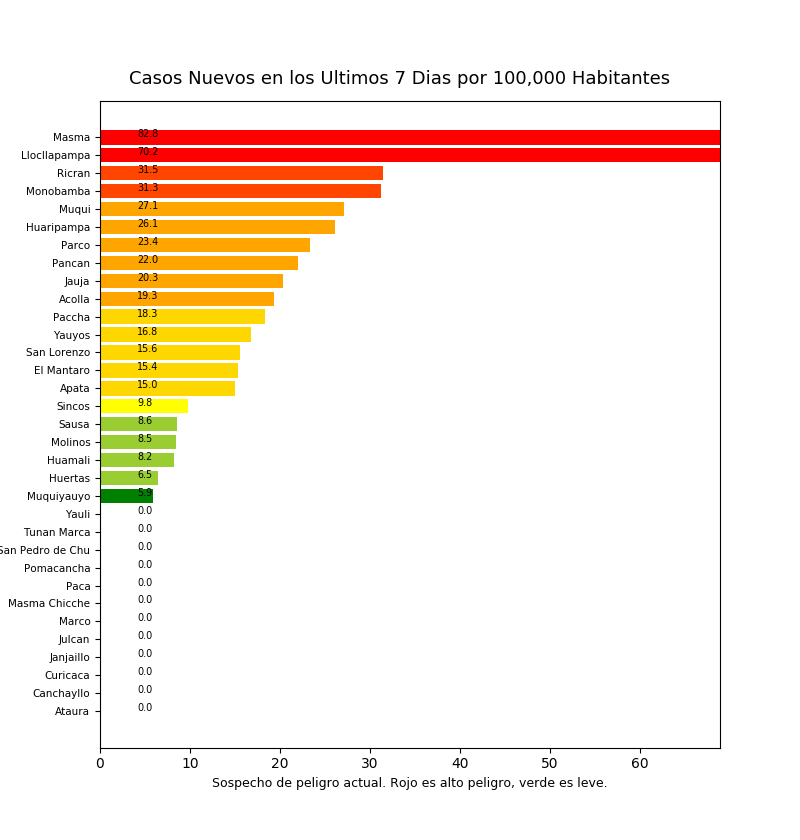 Casos Nuevos en los Ultimos 7 Dias por 100,000 Habitantes
Masma 82.8
Llocllapampa 70.2
Ricran 31.5
Monobamba 31.3
Muqui 27.1
Huaripampa 26.1
Parco 23.4
Pancan 22.0
Jauja 20.3
Acolla 19.3
Paccha 18.3
Yauyos 16.8
San Lorenzo 15.6
El Mantaro 15.4
Apata 15.0
Sincos 9.8
Sausa 8.6
Molinos 8.5
Huamali 8.2
Huertas 6.5
Muquiyauyo 5.9
Yauli 0.0
Tunan Marca 0.0
San Pedro de Chu 0.0
Pomacancha 0.0
Paca 0.0
Masma Chicche 0.0
Marco 0.0
Julcan 0.0
Janjaillo 0.0
Curicaca 0.0
Canchayllo 0.0
Ataura 0.0
0 10 20 30 40 50 60
Sospecho de peligro actual. Rojo es alto peligro, verde es leve.